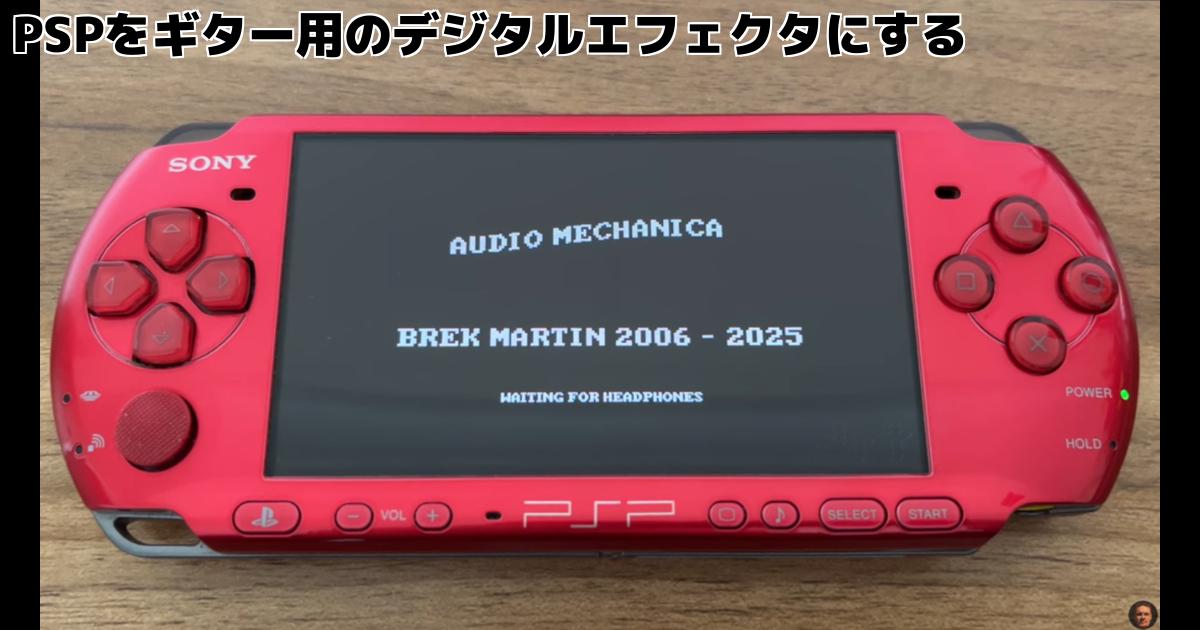 PSPをギター用のデジタルエフェクタにする
SONY
AUDIO MECHANICA
BREK MARTIN 2006 - 2025
WAITING FOR HEADPHONES
POWER
HOLD
VOL
PSP
SELECT
START